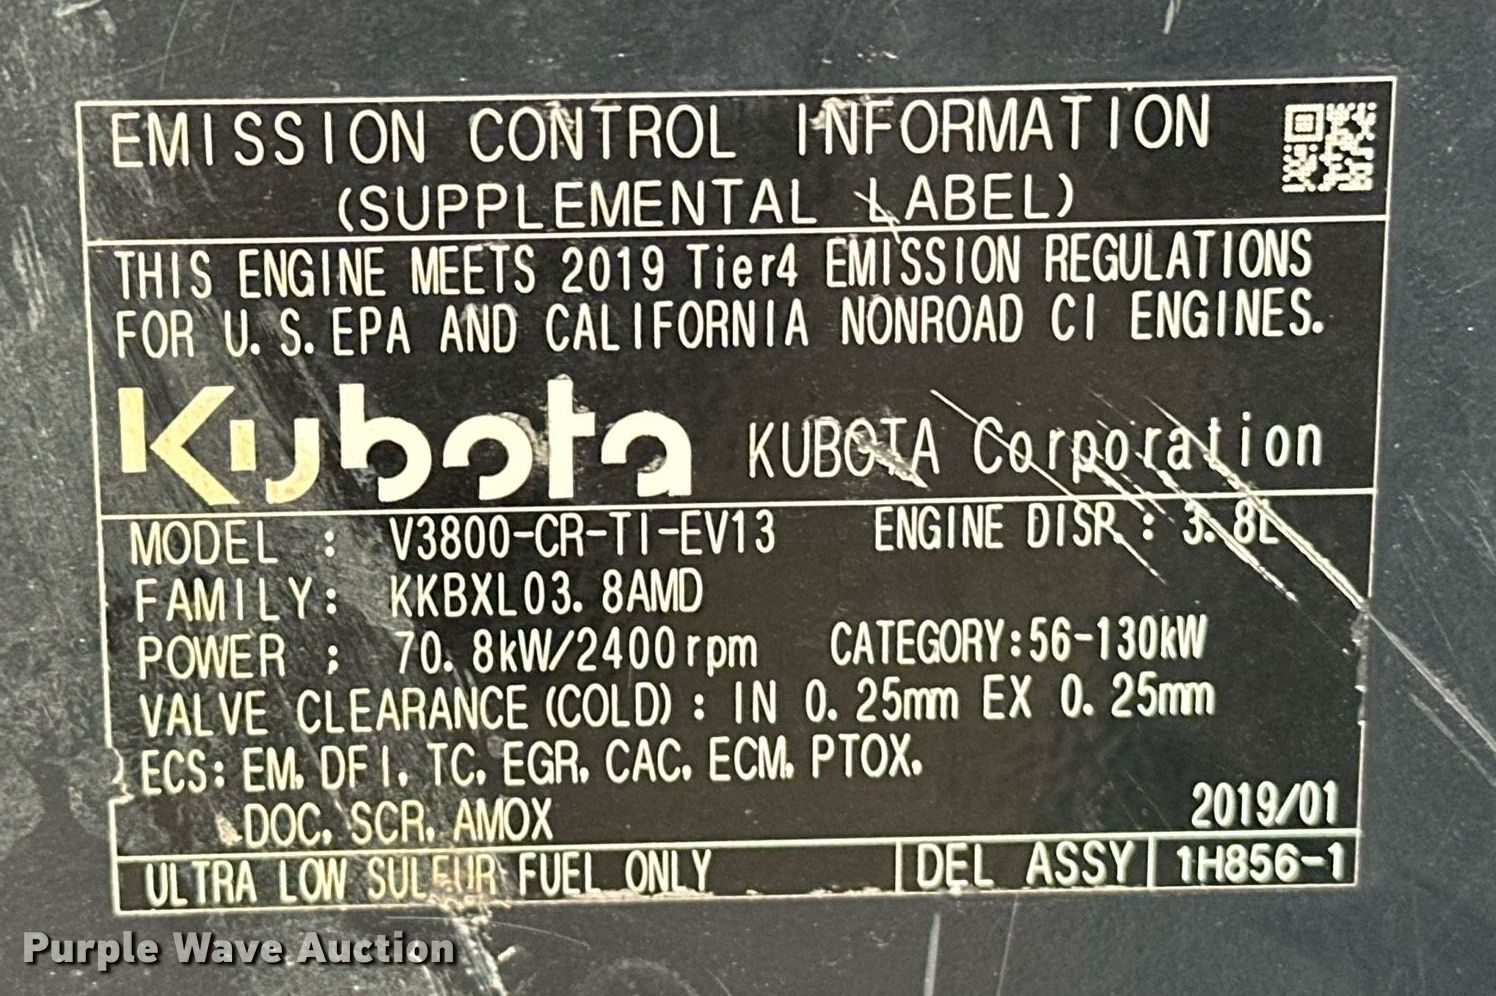 EMISSION CONTROL INFORMATION
(SUPPLEMENTAL LABEL)
THIS ENGINE MEETS 2019 Tier4 EMISSION REGULATIONS
FOR U.S.EPA AND CALIFORNIA NONROAD CI ENGINES.
Kubota KUBOTA Corporation
MODEL : V3800-CR-TI-EV13 ENGINE DISP. : 3.8L
FAMILY: KKBXL03.8AMD
POWER : 70.8kW/2400rpm CATEGORY:56-130kW
VALVE CLEARANCE (COLD) : IN 0.25mm EX 0.25mm
ECS: EM, DFI, TC, EGR, CAC, ECM, PTOX,
DOC, SCR, AMOX 2019/01
ULTRA LOW SULFUR FUEL ONLY DEL ASSY 1H856-1
Purple Wave Auction